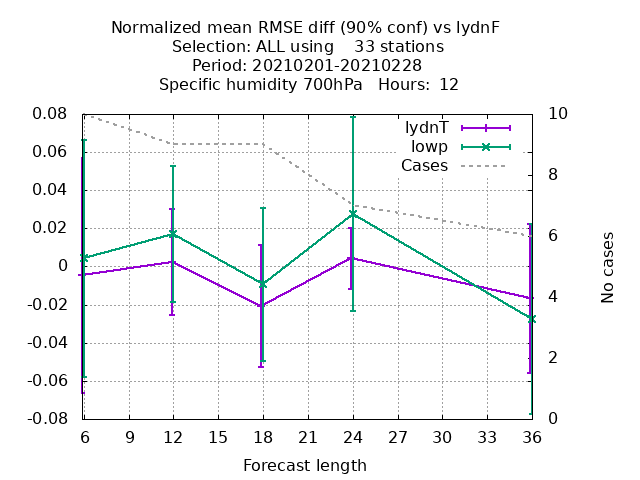 Normalized mean RMSE diff (90% conf) vs lydnF
Selection: ALL using    33 stations
Period: 20210201-20210228
Specific humidity 700hPa   Hours:  12
0.08
0.06
0.04
0.02
0
-0.02
-0.04
-0.06
-0.08
10
8
6
4
2
0
No cases
lydnT
lowp
Cases
6 9 12 15 18 21 24 27 30 33 36
Forecast length